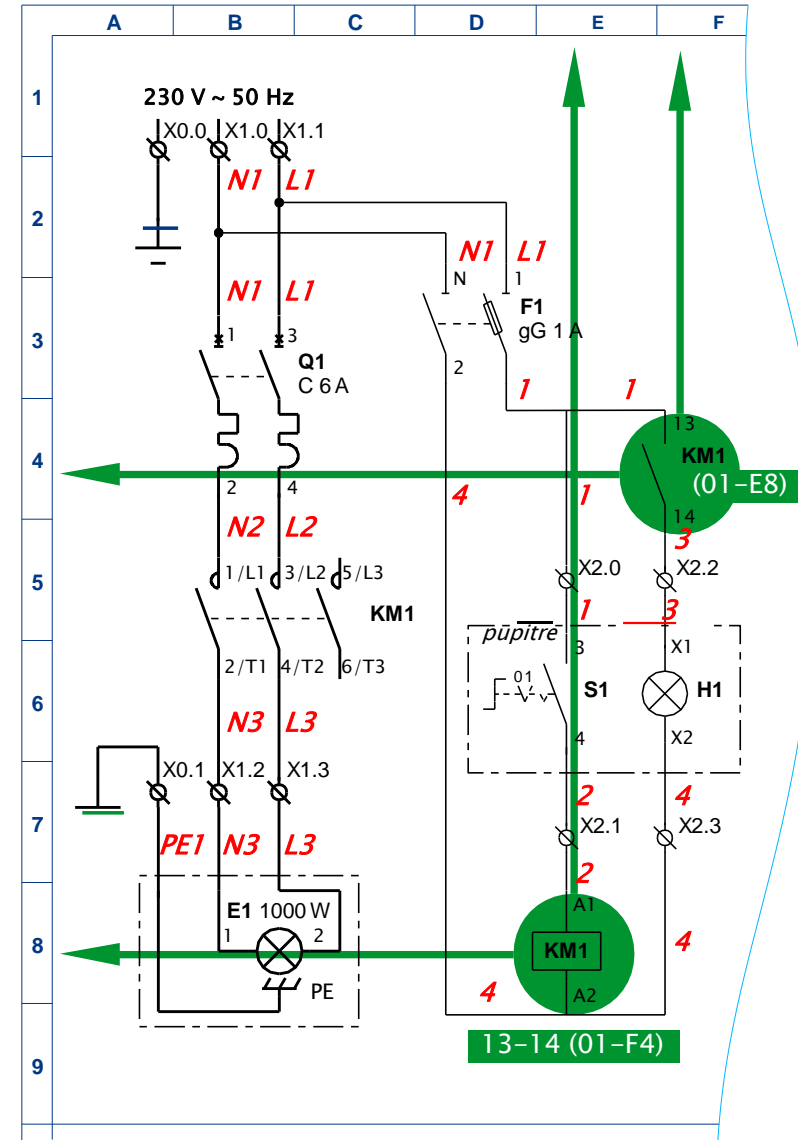 A B C D E F
1
230 V ~ 50 Hz
X0.0 X1.0 X1.1
N1 L1
2
N1 L1
N 1
N1 L1
F1
gG 1 A
3
1 3
Q1
C 6 A
2
1 1
13
KM1
(01–E8)
4
2 4
4 1
14
N2 L2
3
5
1/L1 3/L2 5/L3
X2.0 X2.2
KM1
1 3
pupitre
3 X1
2/T1 4/T2 6/T3
01
S1 H1
6
N3 L3
4 X2
X0.1 X1.2 X1.3
2 4
7
PE1 N3 L3
X2.1 X2.3
2
E1 1000 W
A1
1 2
8
KM1
4
PE
4
A2
13–14 (01–F4)
9